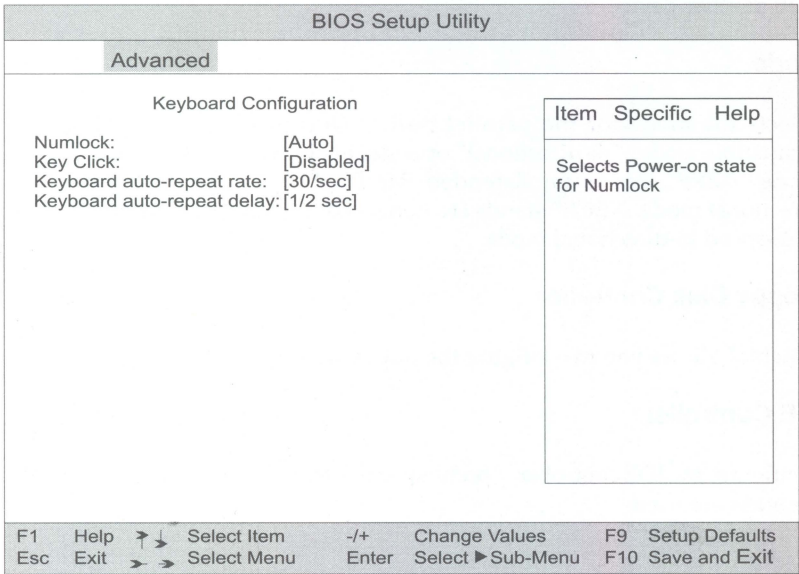 BIOS Setup Utility
Advanced
Keyboard Configuration
Numlock: [Auto]
Key Click: [Disabled]
Keyboard auto-repeat rate: [30/sec]
Keyboard auto-repeat delay: [1/2 sec]
Item Specific Help
Selects Power-on state
for Numlock
F1 Help Select Item -/+ Change Values F9 Setup Defaults
Esc Exit Select Menu Enter Select ▶ Sub-Menu F10 Save and Exit